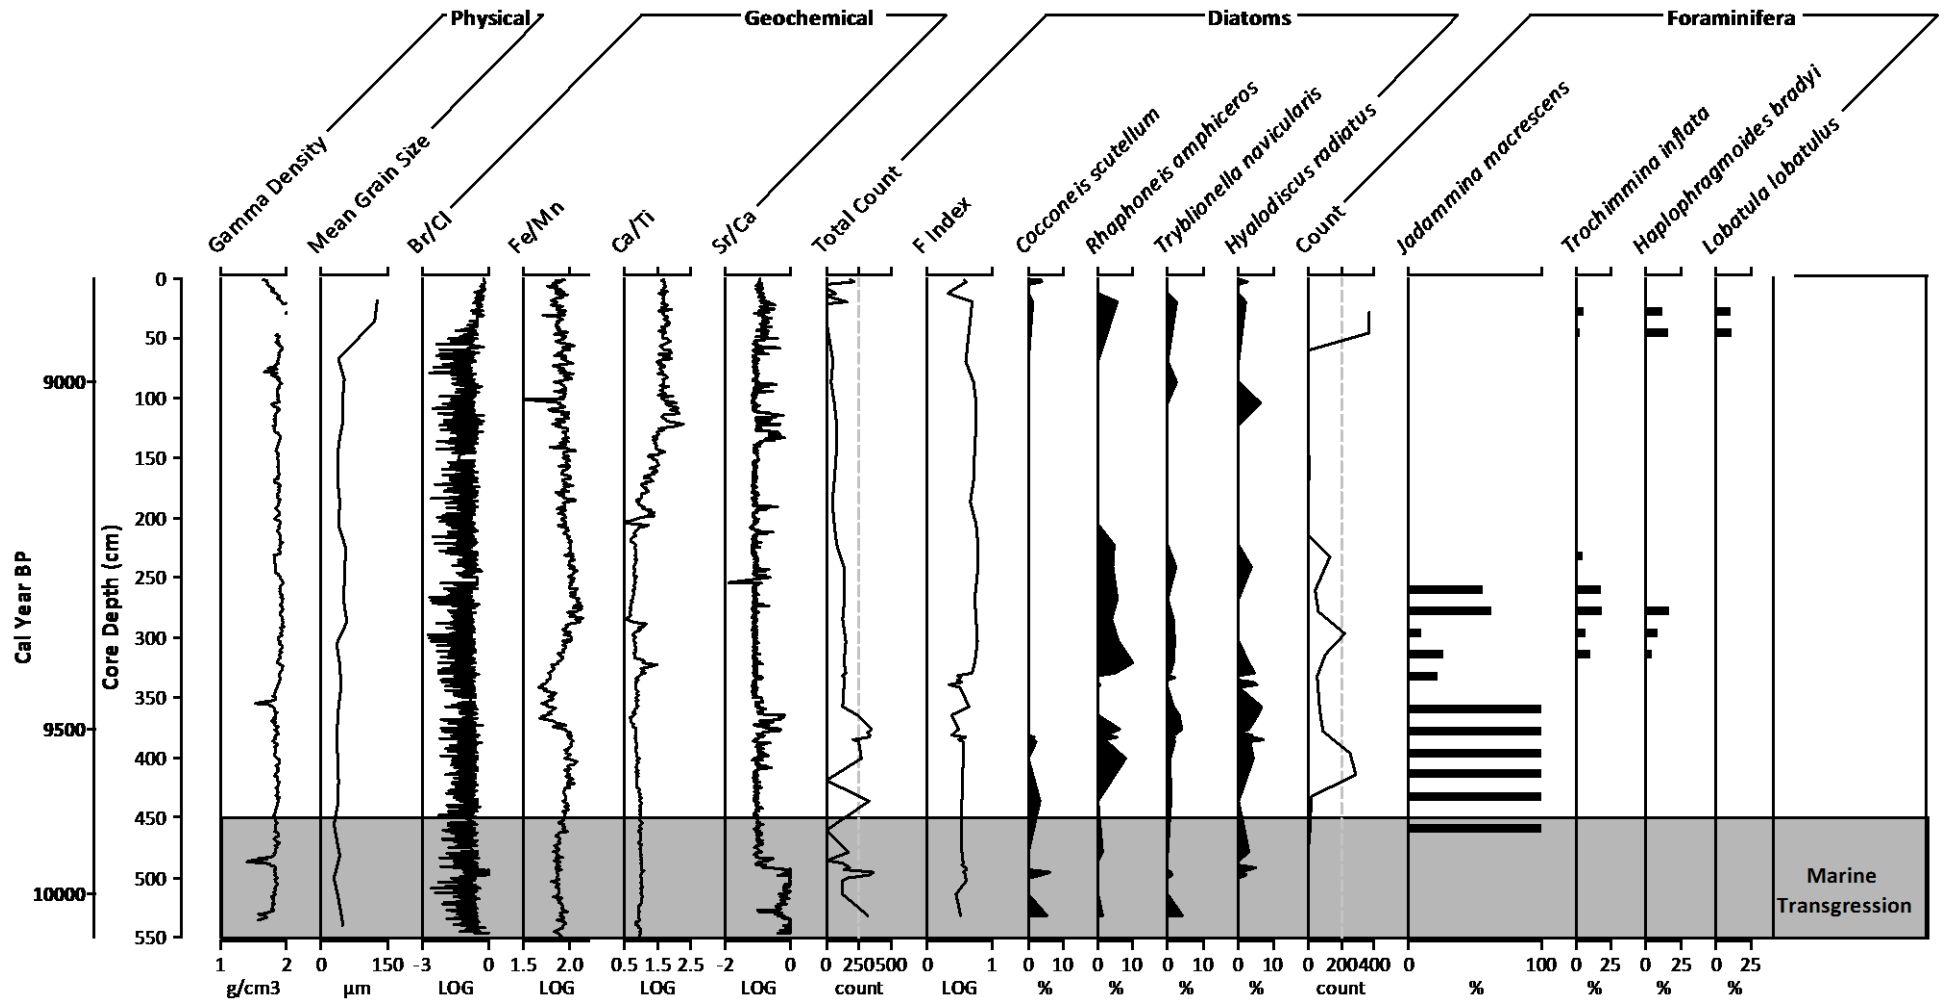 Physical
Geochemical
Diatoms
Foraminifera
Gamma Density
Mean Grain Size
Br/Cl
Fe/Mn
Ca/Ti
Sr/Ca
Total Count
F Index
Cocconeis scutellum
Rhaphoneis amphiceros
Tryblionella navicularis
Hyalodiscus radiatus
Count
Jadammina macrescens
Trochimmina inflata
Haplophragmoides bradyi
Lobatula lobatulus
Cal Year BP
9000
9500
10000
Core Depth (cm)
0
50
100
150
200
250
300
350
400
450
500
550
Marine
Transgression
1 2 0 150 -3 0 1.5 2.0 0.5 1.5 2.5 -2 0 0 250 500 0 1 0 10 0 10 0 10 0 10 0 200 400 0 100 0 25 0 25 0 25
g/cm3 µm LOG LOG LOG LOG count LOG % % % % count % % % %